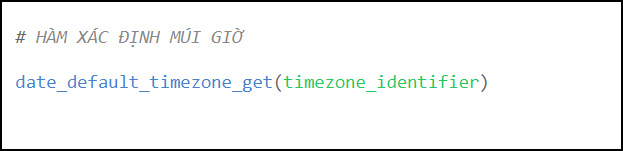 # HÀM XÁC ĐỊNH MÚI GIỜ
date_default_timezone_get(timezone_identifier)